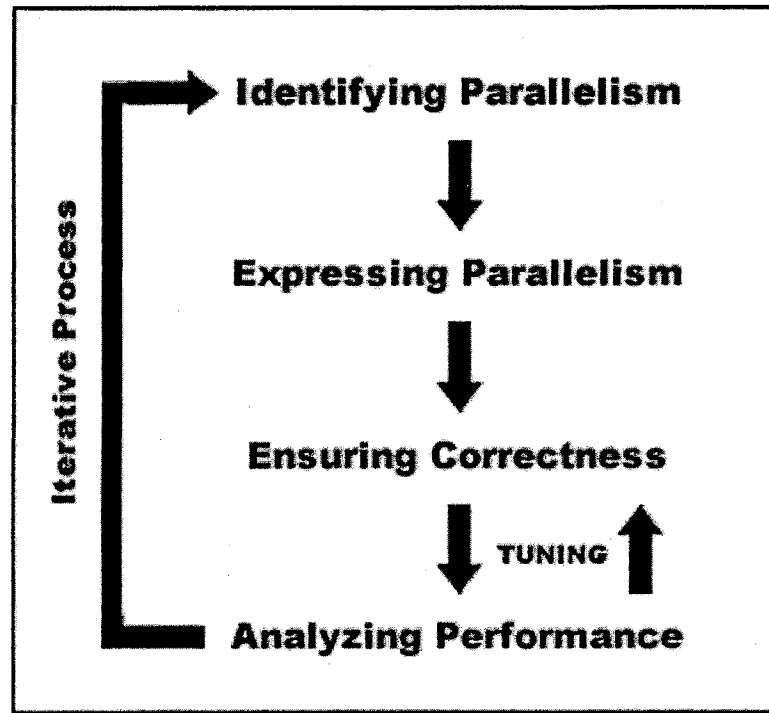 Identifying Parallelism
Expressing Parallelism
Iterative Process
Ensuring Correctness
TUNING
Analyzing Performance